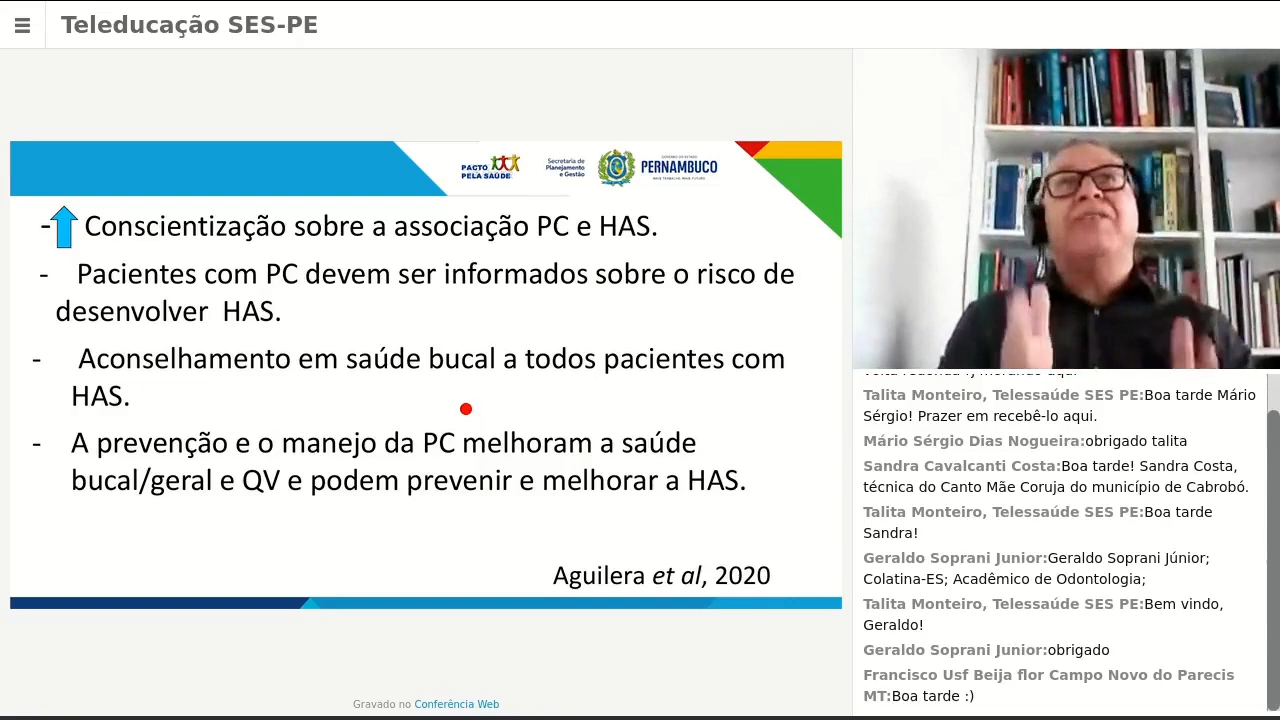 Teleducação SES-PE
PACTO
PELA SAÚDE
Secretaria de
Planejamento
e Gestão
GOVERNO DO ESTADO
PERNAMBUCO
MAIS TRABALHO, MAIS FUTURO
- Conscientização sobre a associação PC e HAS.
- Pacientes com PC devem ser informados sobre o risco de
desenvolver HAS.
- Aconselhamento em saúde bucal a todos pacientes com
HAS.
- A prevenção e o manejo da PC melhoram a saúde
bucal/geral e QV e podem prevenir e melhorar a HAS.
Aguilera et al, 2020
Gravado no Conferência Web
Talita Monteiro, Telessaúde SES PE:Boa tarde Mário
Sérgio! Prazer em recebê-lo aqui.
Mário Sérgio Dias Nogueira:obrigado talita
Sandra Cavalcanti Costa:Boa tarde! Sandra Costa,
técnica do Canto Mãe Coruja do município de Cabrobó.
Talita Monteiro, Telessaúde SES PE:Boa tarde
Sandra!
Geraldo Soprani Junior:Geraldo Soprani Júnior;
Colatina-ES; Acadêmico de Odontologia;
Talita Monteiro, Telessaúde SES PE:Bem vindo,
Geraldo!
Geraldo Soprani Junior:obrigado
Francisco Usf Beija flor Campo Novo do Parecis
MT:Boa tarde :)